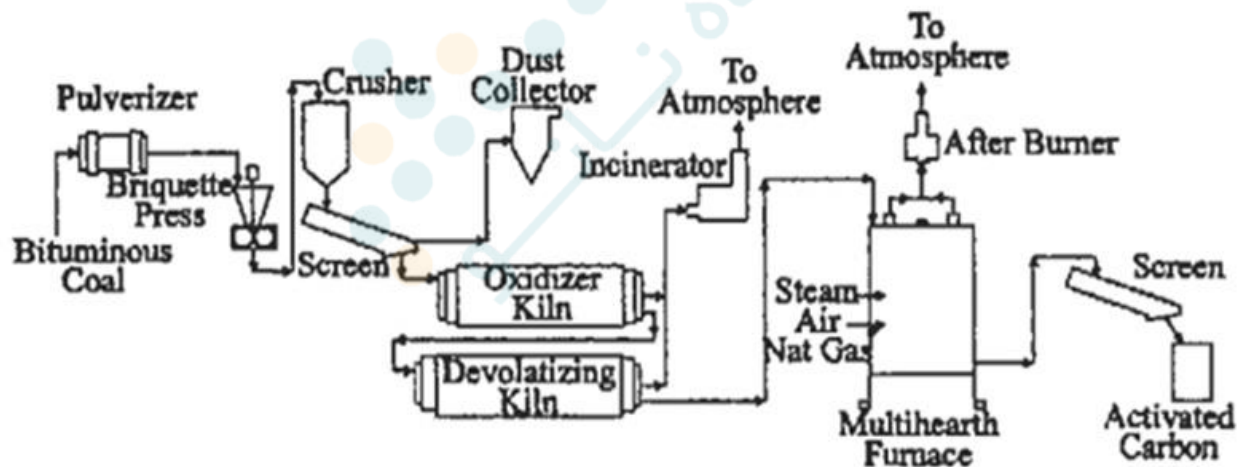 Pulverizer
Bituminous
Coal
Briquette
Press
Crusher
Screen
Dust
Collector
Oxidizer
Kiln
Devolatizing
Kiln
Incinerator
To
Atmosphere
To
Atmosphere
After Burner
Steam
Air
Nat Gas
Multihearth
Furnace
Screen
Activated
Carbon